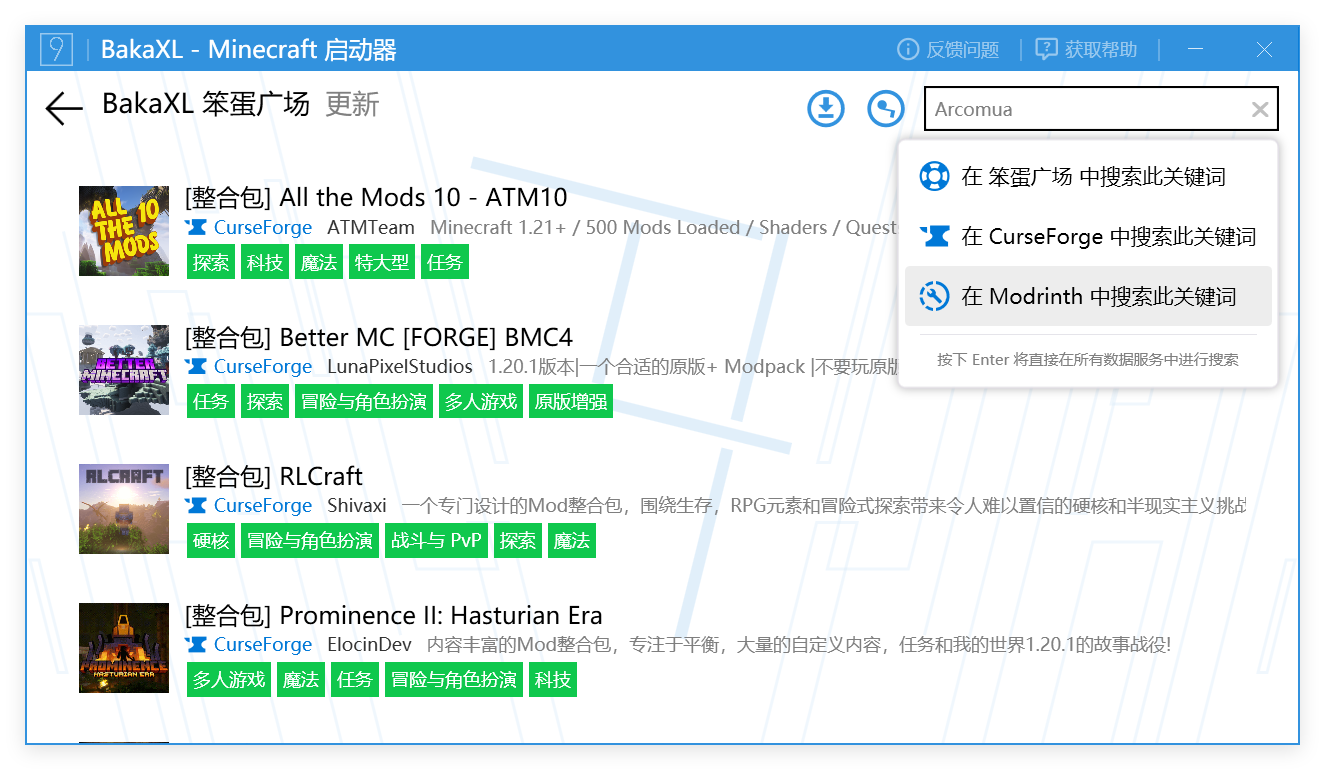 9 BakaXL - Minecraft 启动器 反馈问题 获取帮助
BakaXL 笨蛋广场 更新
Arcomua
在 笨蛋广场 中搜索此关键词
在 CurseForge 中搜索此关键词
在 Modrinth 中搜索此关键词
按下 Enter 将直接在所有数据服务中进行搜索
ALL THE 10 MODS
[整合包] All the Mods 10 - ATM10
CurseForge ATMTeam Minecraft 1.21+ / 500 Mods Loaded / Shaders / Quest
探索 科技 魔法 特大型 任务
BETTER MINECRAFT
[整合包] Better MC [FORGE] BMC4
CurseForge LunaPixelStudios 1.20.1版本|一个合适的原版+ Modpack |不要玩原版
任务 探索 冒险与角色扮演 多人游戏 原版增强
RLCRAFT
[整合包] RLCraft
CurseForge Shivaxi 一个专门设计的Mod整合包，围绕生存，RPG元素和冒险式探索带来令人难以置信的硬核和半现实主义挑战
硬核 冒险与角色扮演 战斗与 PvP 探索 魔法
PROMINENCE
HASTURIAN ERA
[整合包] Prominence II: Hasturian Era
CurseForge ElocinDev 内容丰富的Mod整合包，专注于平衡，大量的自定义内容，任务和我的世界1.20.1的故事战役!
多人游戏 魔法 任务 冒险与角色扮演 科技